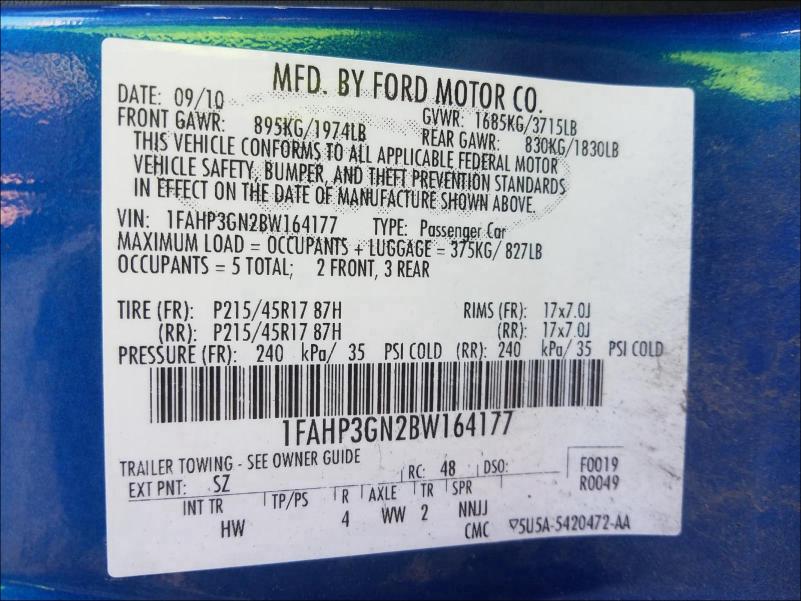 MFD. BY FORD MOTOR CO.
DATE: 09/10 GVWR: 1685KG/3715LB
FRONT GAWR: 895KG/1974LB REAR GAWR: 830KG/1830LB
THIS VEHICLE CONFORMS TO ALL APPLICABLE FEDERAL MOTOR
VEHICLE SAFETY, BUMPER, AND THEFT PREVENTION STANDARDS
IN EFFECT ON THE DATE OF MANUFACTURE SHOWN ABOVE.
VIN: 1FAHP3GN2BW164177 TYPE: Passenger Car
MAXIMUM LOAD = OCCUPANTS + LUGGAGE = 375KG/ 827LB
OCCUPANTS = 5 TOTAL; 2 FRONT, 3 REAR
TIRE (FR): P215/45R17 87H RIMS (FR): 17x7.0J
(RR): P215/45R17 87H (RR): 17x7.0J
PRESSURE (FR): 240 kPa/ 35 PSI COLD (RR): 240 kPa/ 35 PSI COLD
1FAHP3GN2BW164177
TRAILER TOWING - SEE OWNER GUIDE
EXT PNT: SZ RC: 48 DSO: F0019
R0049
INT TR TP/PS R AXLE TR SPR
HW 4 WW 2 NNJJ
CMC ▽5U5A-5420472-AA